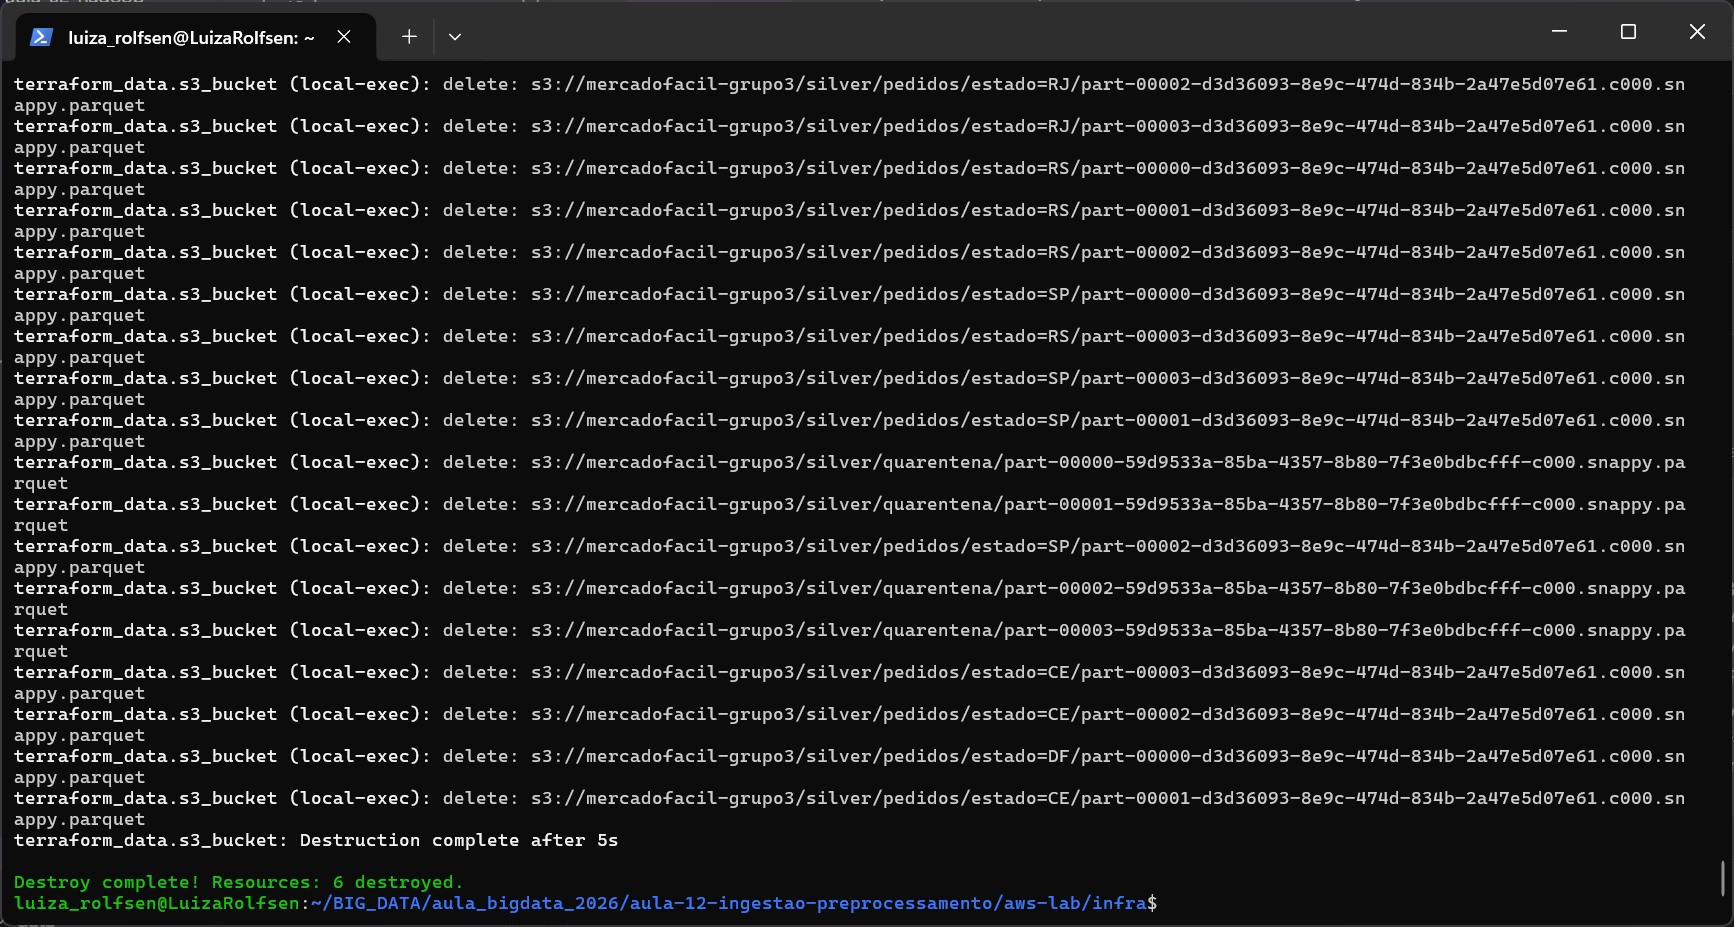 luiza_rolfsen@LuizaRolfsen: ~
terraform_data.s3_bucket (local-exec): delete: s3://mercadofacil-grupo3/silver/pedidos/estado=RJ/part-00002-d3d36093-8e9c-474d-834b-2a47e5d07e61.c000.sn
appy.parquet
terraform_data.s3_bucket (local-exec): delete: s3://mercadofacil-grupo3/silver/pedidos/estado=RJ/part-00003-d3d36093-8e9c-474d-834b-2a47e5d07e61.c000.sn
appy.parquet
terraform_data.s3_bucket (local-exec): delete: s3://mercadofacil-grupo3/silver/pedidos/estado=RS/part-00000-d3d36093-8e9c-474d-834b-2a47e5d07e61.c000.sn
appy.parquet
terraform_data.s3_bucket (local-exec): delete: s3://mercadofacil-grupo3/silver/pedidos/estado=RS/part-00001-d3d36093-8e9c-474d-834b-2a47e5d07e61.c000.sn
appy.parquet
terraform_data.s3_bucket (local-exec): delete: s3://mercadofacil-grupo3/silver/pedidos/estado=RS/part-00002-d3d36093-8e9c-474d-834b-2a47e5d07e61.c000.sn
appy.parquet
terraform_data.s3_bucket (local-exec): delete: s3://mercadofacil-grupo3/silver/pedidos/estado=SP/part-00000-d3d36093-8e9c-474d-834b-2a47e5d07e61.c000.sn
appy.parquet
terraform_data.s3_bucket (local-exec): delete: s3://mercadofacil-grupo3/silver/pedidos/estado=RS/part-00003-d3d36093-8e9c-474d-834b-2a47e5d07e61.c000.sn
appy.parquet
terraform_data.s3_bucket (local-exec): delete: s3://mercadofacil-grupo3/silver/pedidos/estado=SP/part-00003-d3d36093-8e9c-474d-834b-2a47e5d07e61.c000.sn
appy.parquet
terraform_data.s3_bucket (local-exec): delete: s3://mercadofacil-grupo3/silver/pedidos/estado=SP/part-00001-d3d36093-8e9c-474d-834b-2a47e5d07e61.c000.sn
appy.parquet
terraform_data.s3_bucket (local-exec): delete: s3://mercadofacil-grupo3/silver/quarentena/part-00000-59d9533a-85ba-4357-8b80-7f3e0bdbcfff-c000.snappy.pa
rquet
terraform_data.s3_bucket (local-exec): delete: s3://mercadofacil-grupo3/silver/quarentena/part-00001-59d9533a-85ba-4357-8b80-7f3e0bdbcfff-c000.snappy.pa
rquet
terraform_data.s3_bucket (local-exec): delete: s3://mercadofacil-grupo3/silver/pedidos/estado=SP/part-00002-d3d36093-8e9c-474d-834b-2a47e5d07e61.c000.sn
appy.parquet
terraform_data.s3_bucket (local-exec): delete: s3://mercadofacil-grupo3/silver/quarentena/part-00002-59d9533a-85ba-4357-8b80-7f3e0bdbcfff-c000.snappy.pa
rquet
terraform_data.s3_bucket (local-exec): delete: s3://mercadofacil-grupo3/silver/quarentena/part-00003-59d9533a-85ba-4357-8b80-7f3e0bdbcfff-c000.snappy.pa
rquet
terraform_data.s3_bucket (local-exec): delete: s3://mercadofacil-grupo3/silver/pedidos/estado=CE/part-00003-d3d36093-8e9c-474d-834b-2a47e5d07e61.c000.sn
appy.parquet
terraform_data.s3_bucket (local-exec): delete: s3://mercadofacil-grupo3/silver/pedidos/estado=CE/part-00002-d3d36093-8e9c-474d-834b-2a47e5d07e61.c000.sn
appy.parquet
terraform_data.s3_bucket (local-exec): delete: s3://mercadofacil-grupo3/silver/pedidos/estado=DF/part-00000-d3d36093-8e9c-474d-834b-2a47e5d07e61.c000.sn
appy.parquet
terraform_data.s3_bucket (local-exec): delete: s3://mercadofacil-grupo3/silver/pedidos/estado=CE/part-00001-d3d36093-8e9c-474d-834b-2a47e5d07e61.c000.sn
appy.parquet
terraform_data.s3_bucket: Destruction complete after 5s
Destroy complete! Resources: 6 destroyed.
luiza_rolfsen@LuizaRolfsen:~/BIG_DATA/aula_bigdata_2026/aula-12-ingestao-preprocessamento/aws-lab/infra$